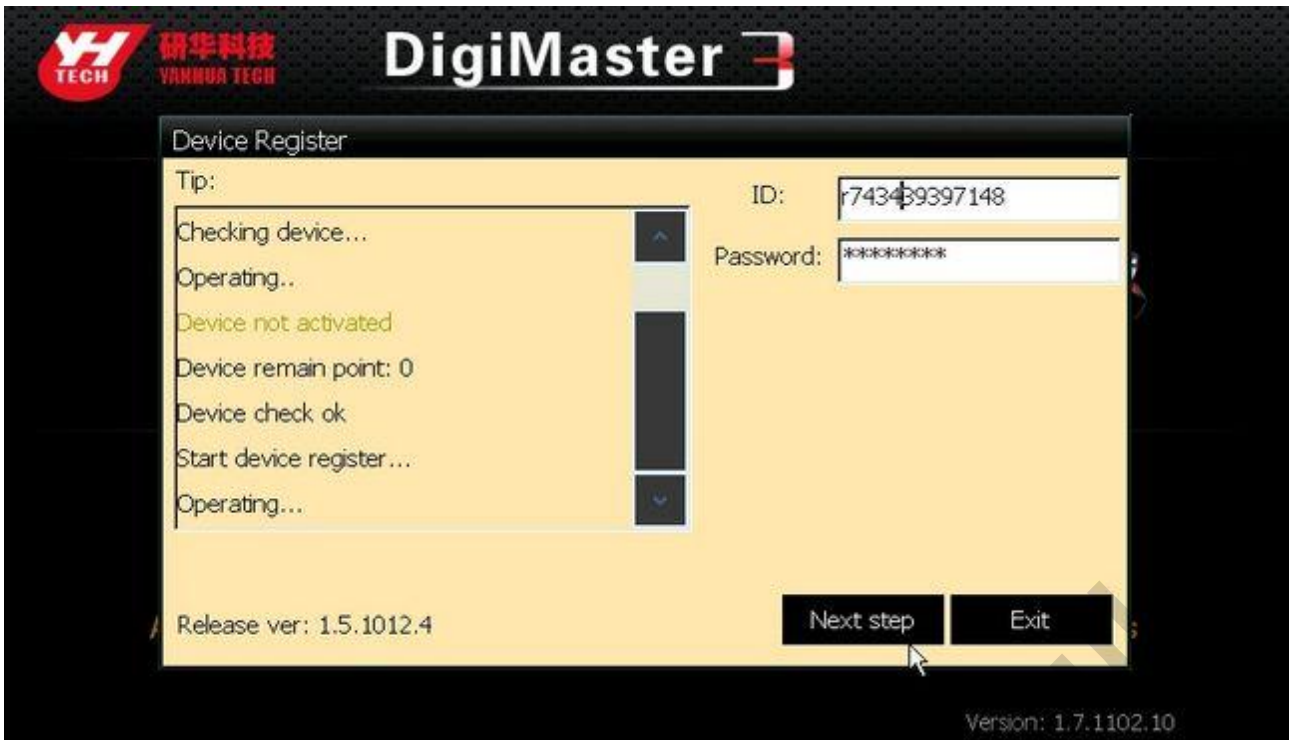 YH
TECH
研华科技
YANHUA TECH
DigiMaster 3
Device Register
Tip:
Checking device...
Operating..
Device not activated
Device remain point: 0
Device check ok
Start device register...
Operating...
ID:
r743439397148
Password:
********
Release ver: 1.5.1012.4
Next step
Exit
Version: 1.7.1102.10